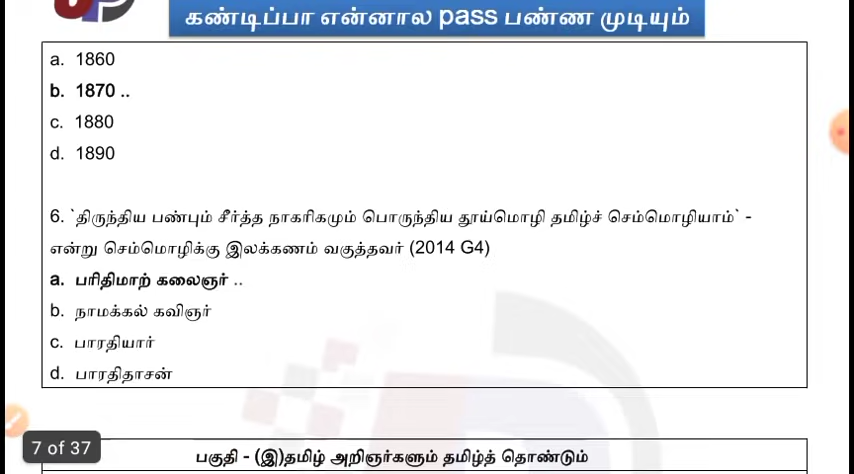 கண்டிப்பா என்னால pass பண்ண முடியும்
a. 1860
b. 1870 ..
c. 1880
d. 1890
6. `திருந்திய பண்பும் சீர்த்த நாகரிகமும் பொருந்திய தூய்மொழி தமிழ்ச் செம்மொழியாம்` -
என்று செம்மொழிக்கு இலக்கணம் வகுத்தவர் (2014 G4)
a. பரிதிமாற் கலைஞர் ..
b. நாமக்கல் கவிஞர்
c. பாரதியார்
d. பாரதிதாசன்
7 of 37
பகுதி - (இ)தமிழ் அறிஞர்களும் தமிழ்த் தொண்டும்